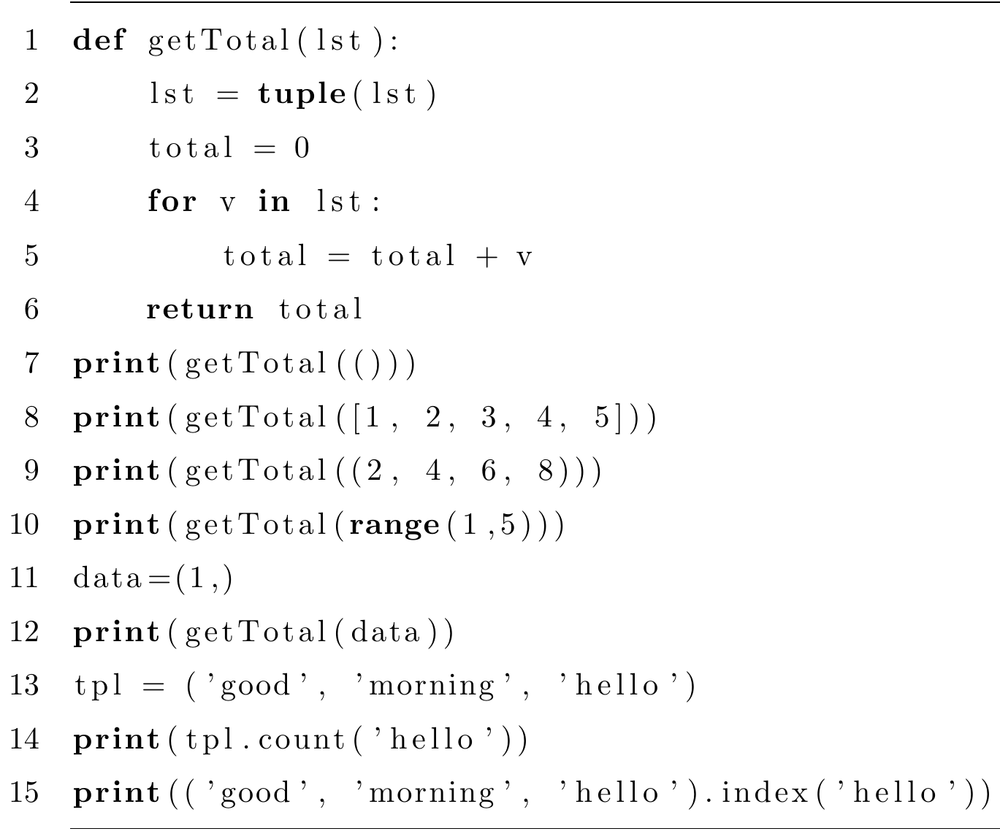 1 def getTotal(lst):
2     lst = tuple(lst)
3     total = 0
4     for v in lst:
5         total = total + v
6     return total
7 print(getTotal(()))
8 print(getTotal([1, 2, 3, 4, 5]))
9 print(getTotal((2, 4, 6, 8)))
10 print(getTotal(range(1,5)))
11 data=(1,)
12 print(getTotal(data))
13 tpl = ('good', 'morning', 'hello')
14 print(tpl.count('hello'))
15 print(('good', 'morning', 'hello').index('hello'))